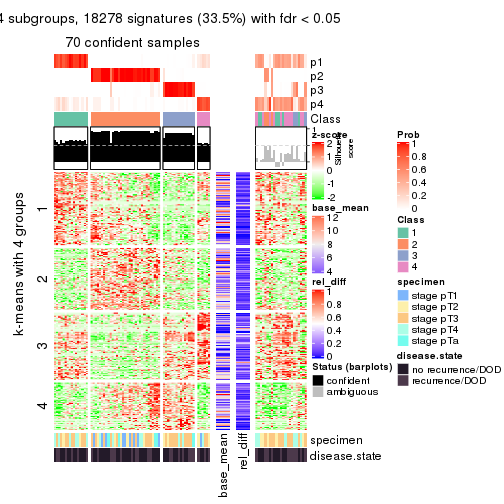 4 subgroups, 18278 signatures (33.5%) with fdr < 0.05
70 confident samples
p1
p2
p3
p4
Class
k-means with 4 groups
1
2
3
4
base_mean
rel_diff
specimen
disease.state
1
Silhouette
score
z-score
2
1
0
-1
-2
base_mean
12
10
8
6
4
rel_diff
1
0.8
0.6
0.4
0.2
0
Status (barplots)
confident
ambiguous
Prob
1
0.8
0.6
0.4
0.2
0
Class
1
2
3
4
specimen
stage pT1
stage pT2
stage pT3
stage pT4
stage pTa
disease.state
no recurrence/DOD
recurrence/DOD